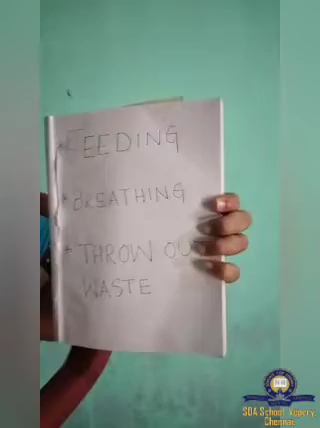 * FEEDING
* BREATHING
* THROW OUT
WASTE
SDA School Vepery
Chennai